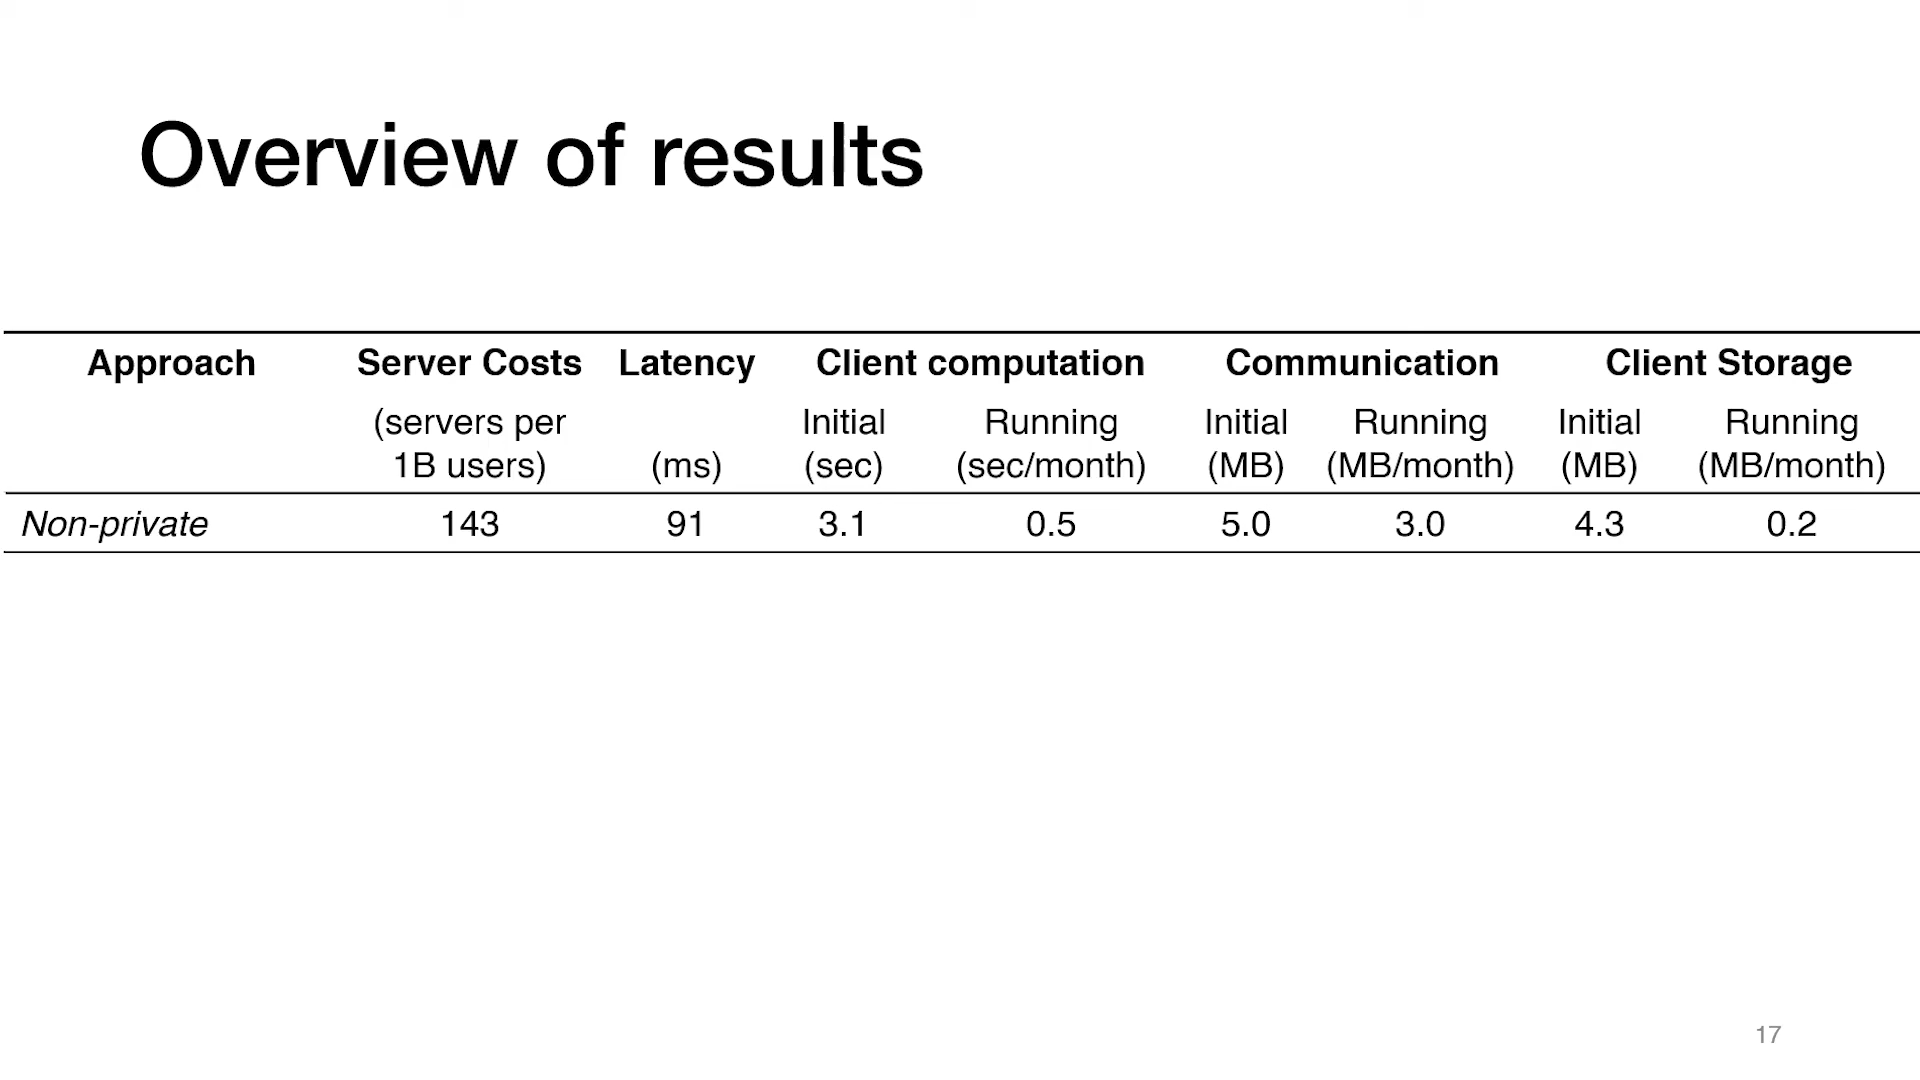 Overview of results
Approach Server Costs Latency Client computation Communication Client Storage
(servers per Initial Running Initial Running Initial Running
1B users) (ms) (sec) (sec/month) (MB) (MB/month) (MB) (MB/month)
Non-private 143 91 3.1 0.5 5.0 3.0 4.3 0.2
17